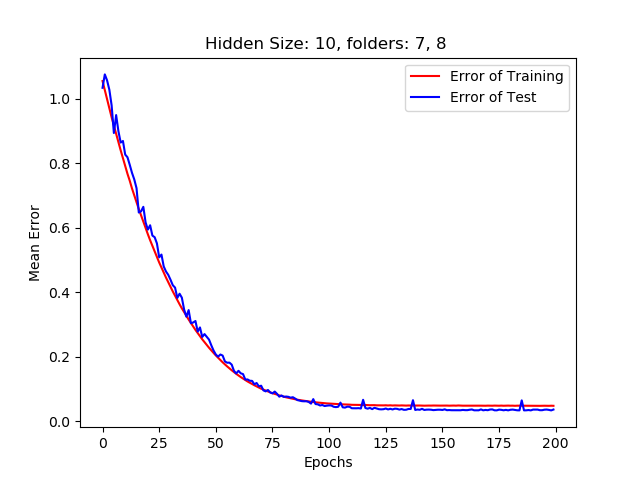 Hidden Size: 10, folders: 7, 8
Error of Training
Error of Test
Mean Error
1.0
0.8
0.6
0.4
0.2
0.0
0 25 50 75 100 125 150 175 200
Epochs